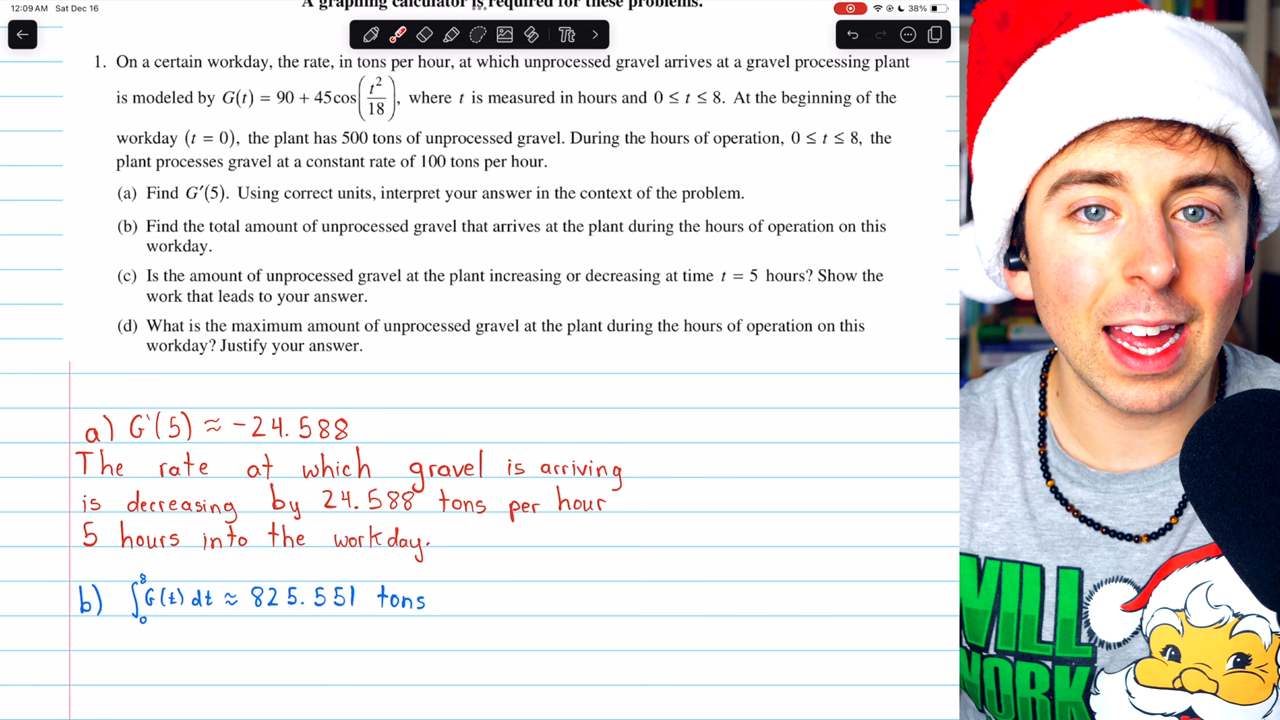 12:09 AM Sat Dec 16
A graphing calculator is required for these problems.
38%
Tt
1. On a certain workday, the rate, in tons per hour, at which unprocessed gravel arrives at a gravel processing plant
is modeled by G(t) = 90 + 45cos(t²/18), where t is measured in hours and 0 ≤ t ≤ 8. At the beginning of the
workday (t = 0), the plant has 500 tons of unprocessed gravel. During the hours of operation, 0 ≤ t ≤ 8, the
plant processes gravel at a constant rate of 100 tons per hour.
(a) Find G′(5). Using correct units, interpret your answer in the context of the problem.
(b) Find the total amount of unprocessed gravel that arrives at the plant during the hours of operation on this
workday.
(c) Is the amount of unprocessed gravel at the plant increasing or decreasing at time t = 5 hours? Show the
work that leads to your answer.
(d) What is the maximum amount of unprocessed gravel at the plant during the hours of operation on this
workday? Justify your answer.
a) G'(5) ≈ -24.588
The rate at which gravel is arriving
is decreasing by 24.588 tons per hour
5 hours into the workday.
b) ∫₀⁸ G(t) dt ≈ 825.551 tons
WILL
WORK